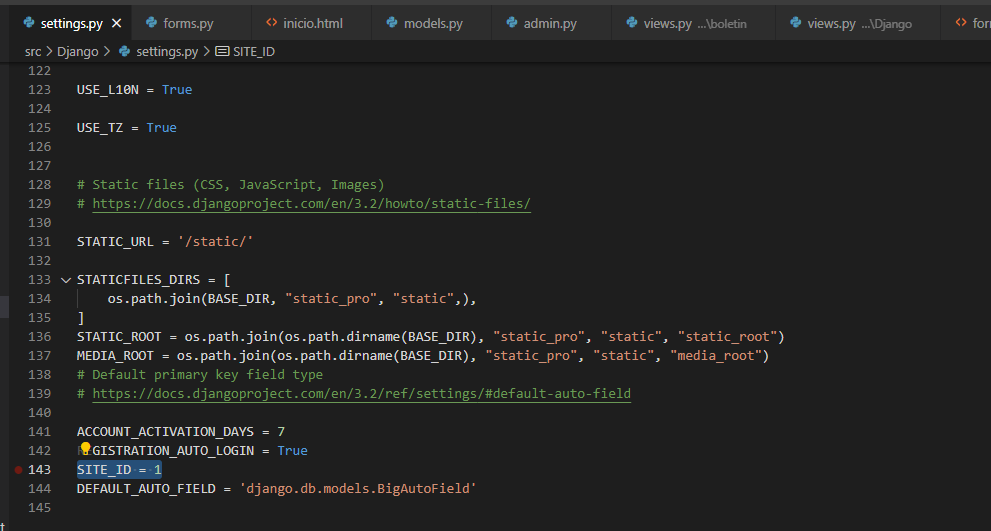 settings.py
forms.py
inicio.html
models.py
admin.py
views.py ...\boletin
views.py ...\Django
for
src > Django > settings.py > SITE_ID
122
123 USE_L10N = True
124
125 USE_TZ = True
126
127
128 # Static files (CSS, JavaScript, Images)
129 # https://docs.djangoproject.com/en/3.2/howto/static-files/
130
131 STATIC_URL = '/static/'
132
133 STATICFILES_DIRS = [
134 os.path.join(BASE_DIR, "static_pro", "static",),
135 ]
136 STATIC_ROOT = os.path.join(os.path.dirname(BASE_DIR), "static_pro", "static", "static_root")
137 MEDIA_ROOT = os.path.join(os.path.dirname(BASE_DIR), "static_pro", "static", "media_root")
138 # Default primary key field type
139 # https://docs.djangoproject.com/en/3.2/ref/settings/#default-auto-field
140
141 ACCOUNT_ACTIVATION_DAYS = 7
142 REGISTRATION_AUTO_LOGIN = True
143 SITE_ID = 1
144 DEFAULT_AUTO_FIELD = 'django.db.models.BigAutoField'
145
t